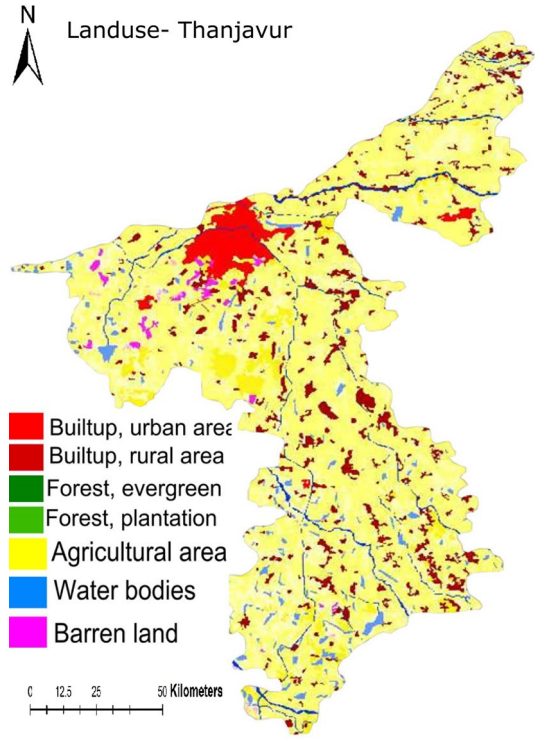 N
Landuse- Thanjavur
Builtup, urban area
Builtup, rural area
Forest, evergreen
Forest, plantation
Agricultural area
Water bodies
Barren land
0 12.5 25 50 Kilometers